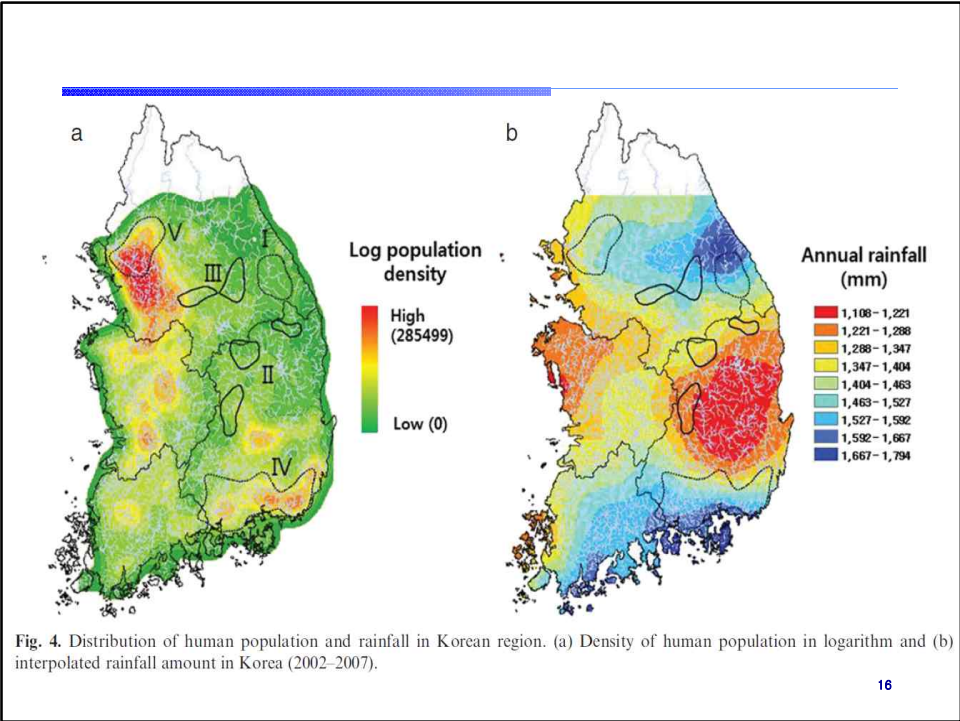 a
b
V
I
III
II
IV
Log population
density
High
(285499)
Low (0)
Annual rainfall
(mm)
1,108-1,221
1,221-1,288
1,288-1,347
1,347-1,404
1,404-1,463
1,463-1,527
1,527-1,592
1,592-1,667
1,667-1,794
Fig. 4. Distribution of human population and rainfall in Korean region. (a) Density of human population in logarithm and (b)
interpolated rainfall amount in Korea (2002–2007).
16